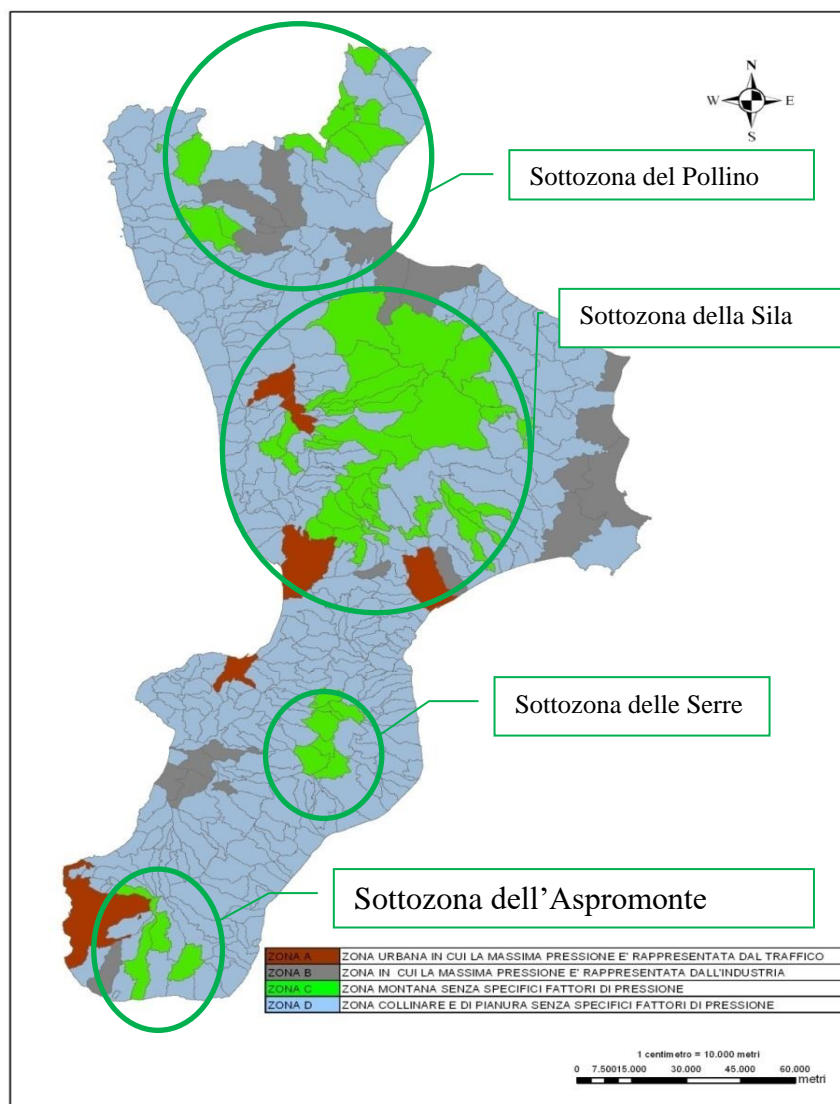 N
W E
S
Sottozona del Pollino
Sottozona della Sila
Sottozona delle Serre
Sottozona dell’Aspromonte
ZONA A ZONA URBANA IN CUI LA MASSIMA PRESSIONE E' RAPPRESENTATA DAL TRAFFICO
ZONA B ZONA IN CUI LA MASSIMA PRESSIONE E' RAPPRESENTATA DALL'INDUSTRIA
ZONA C ZONA MONTANA SENZA SPECIFICI FATTORI DI PRESSIONE
ZONA D ZONA COLLINARE E DI PIANURA SENZA SPECIFICI FATTORI DI PRESSIONE
1 centimetro = 10.000 metri
0 7.50015.000 30.000 45.000 60.000
metri